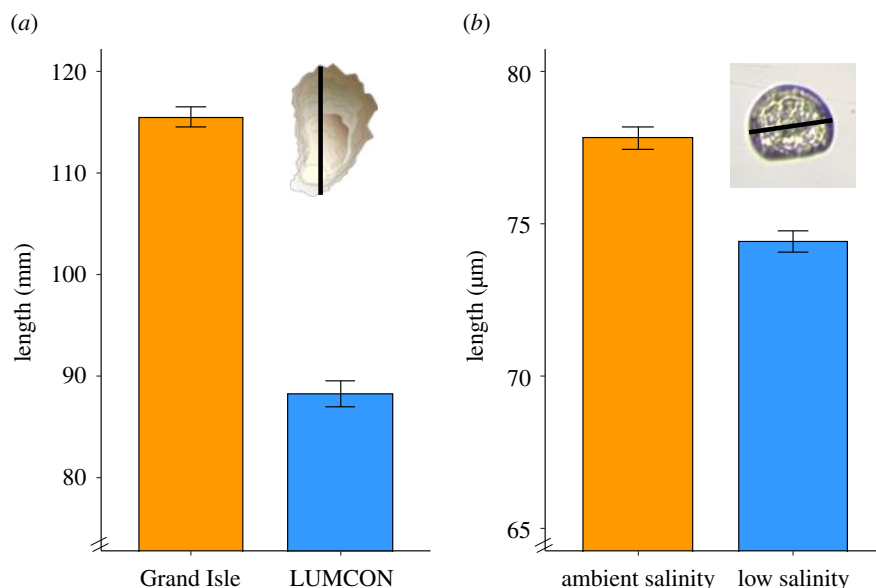 (a)
120
110
100
90
80
length (mm)
Grand Isle
LUMCON
(b)
80
75
70
65
length (μm)
ambient salinity
low salinity